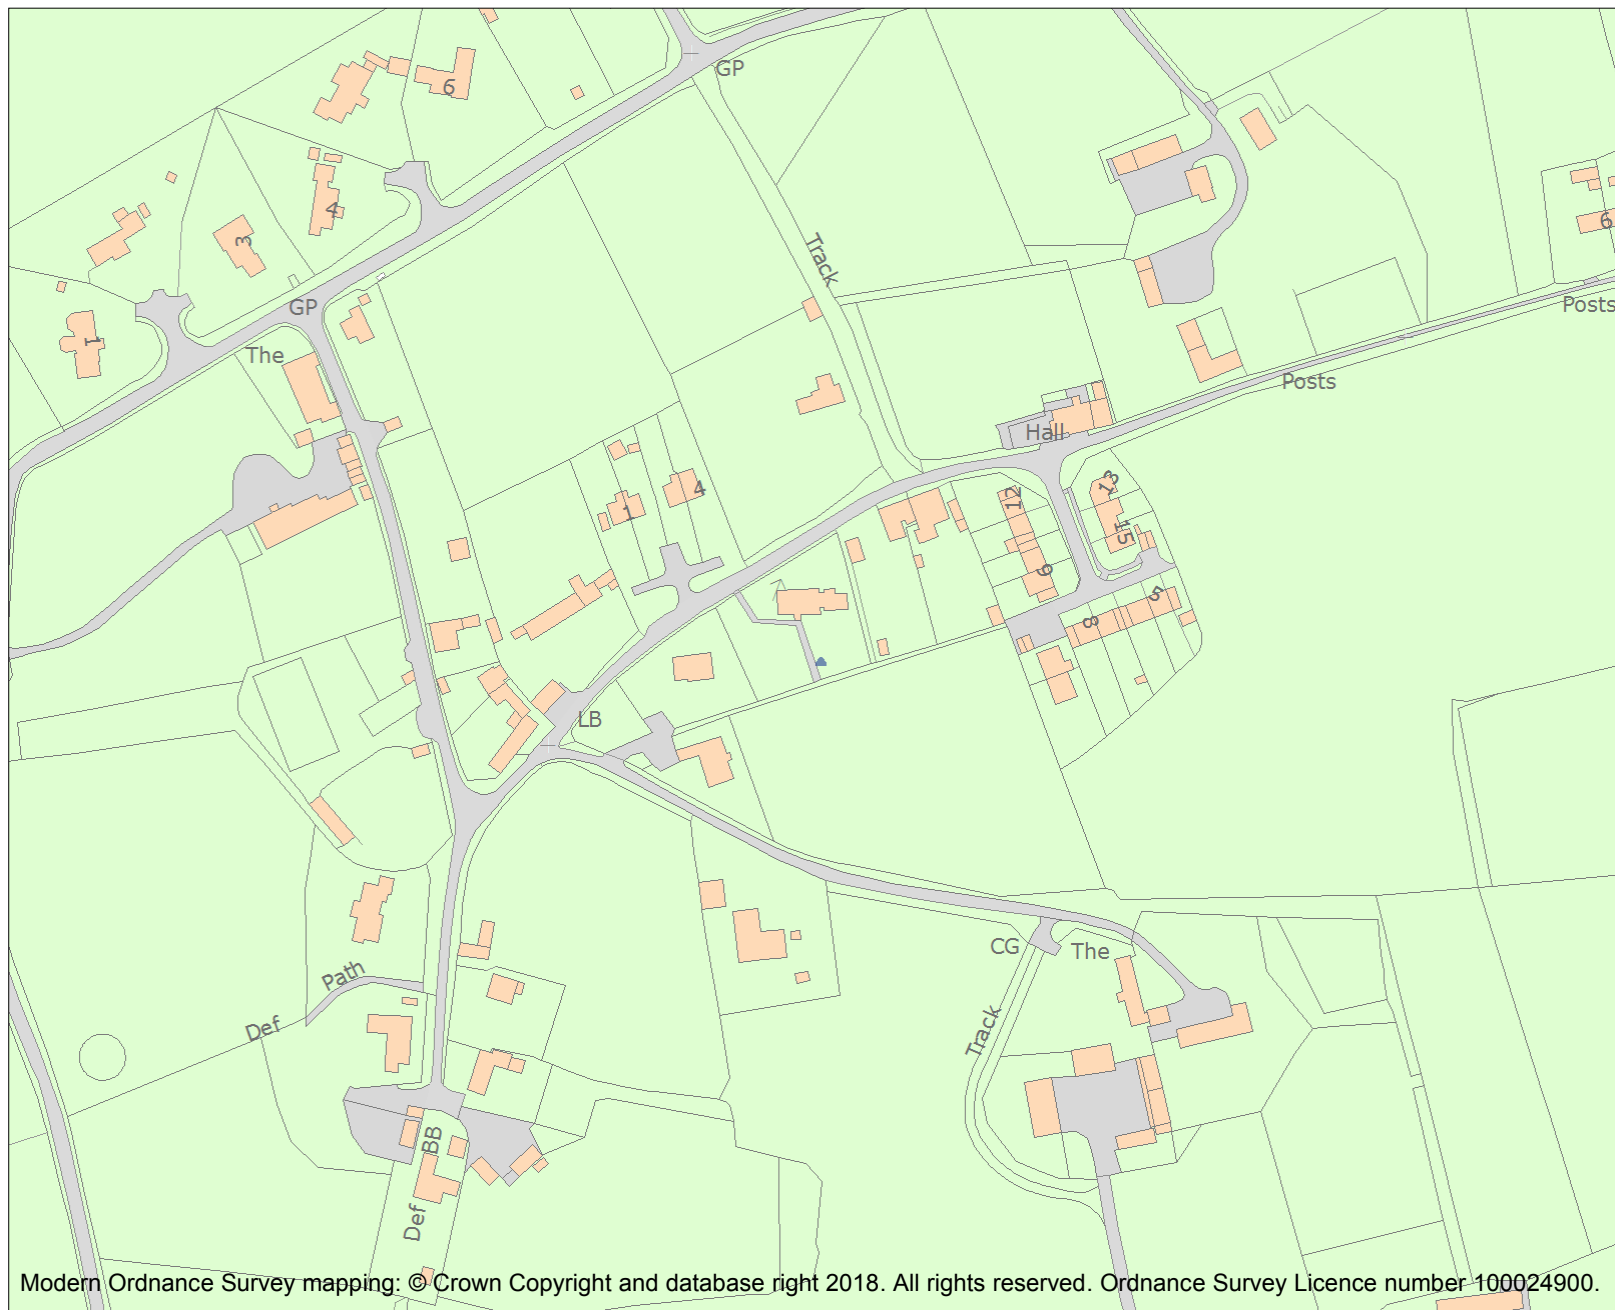 6
GP
4
3
Track
6
GP
Posts
1
The
Posts
Hall
4
13
12
1
15
9
5
8
LB
CG
The
Path
Def
Track
BB
Def
Modern Ordnance Survey mapping: © Crown Copyright and database right 2018. All rights reserved. Ordnance Survey Licence number 100024900.